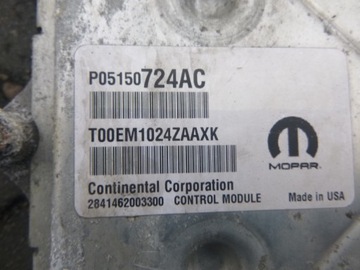 P05150724AC
T00EM1024ZAAXK
MOPAR
Continental Corporation
2841462003300 CONTROL MODULE Made in USA